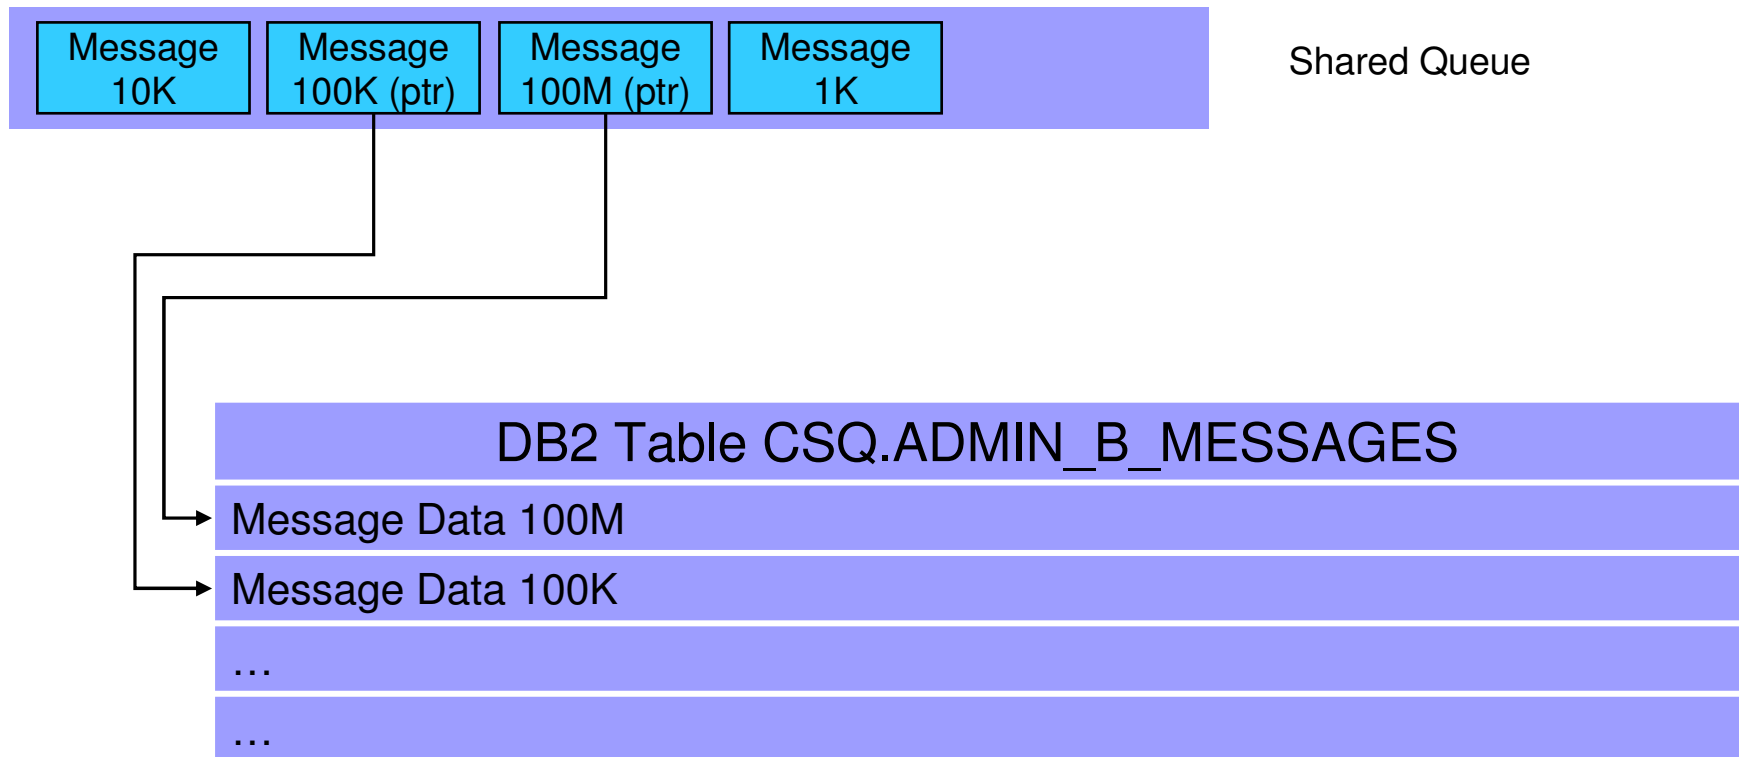 Message
10K
Message
100K (ptr)
Message
100M (ptr)
Message
1K
Shared Queue
DB2 Table CSQ.ADMIN_B_MESSAGES
Message Data 100M
Message Data 100K
…
…